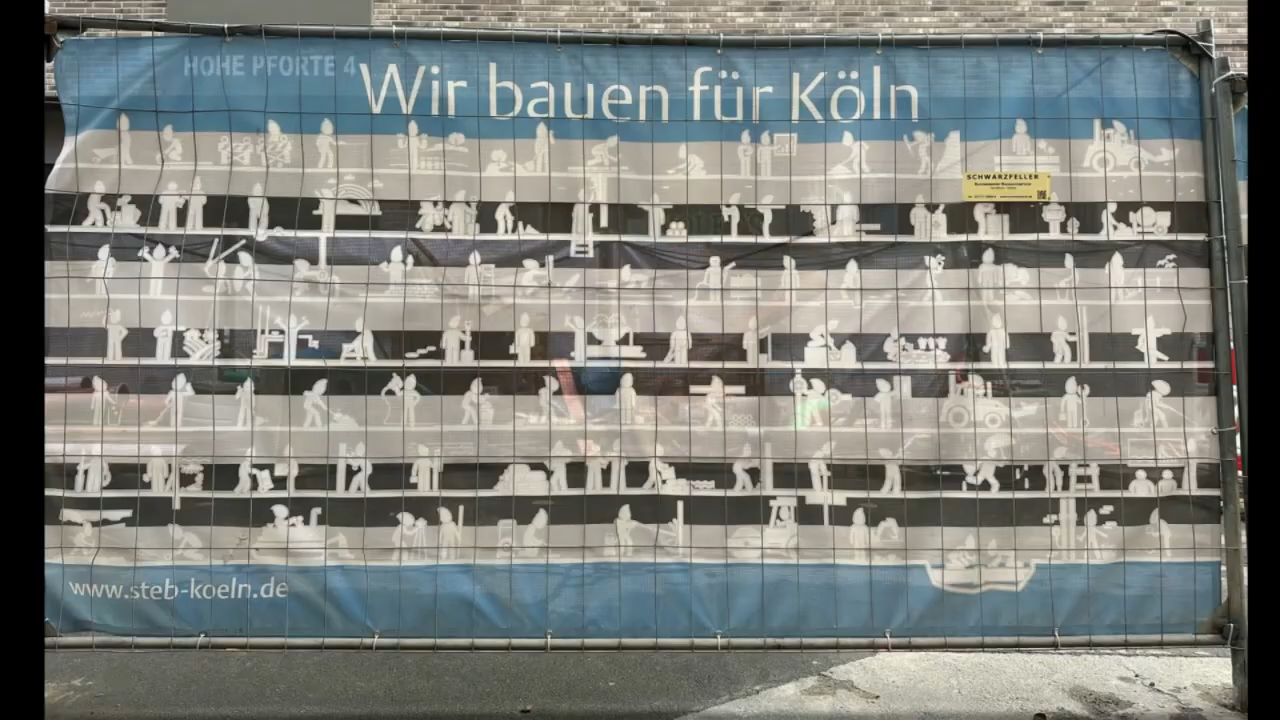 HOHE PFORTE 4
Wir bauen für Köln
SCHWARZFELLER
www.steb-koeln.de